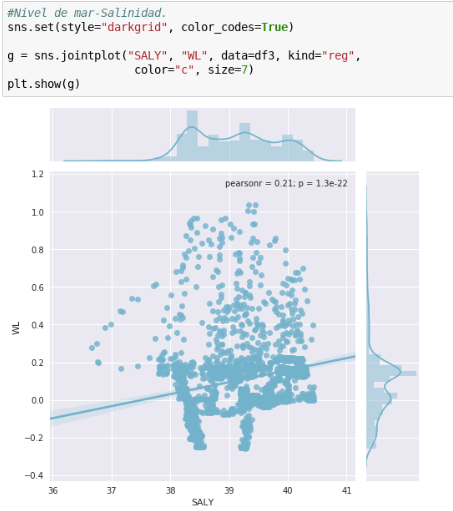 #Nivel de mar-Salinidad.
sns.set(style="darkgrid", color_codes=True)
g = sns.jointplot("SALY", "WL", data=df3, kind="reg",
color="c", size=7)
plt.show(g)
pearsonr = 0.21; p = 1.3e-22
1.2
1.0
0.8
0.6
0.4
0.2
0.0
−0.2
−0.4
WL
36
37
38
39
40
41
SALY